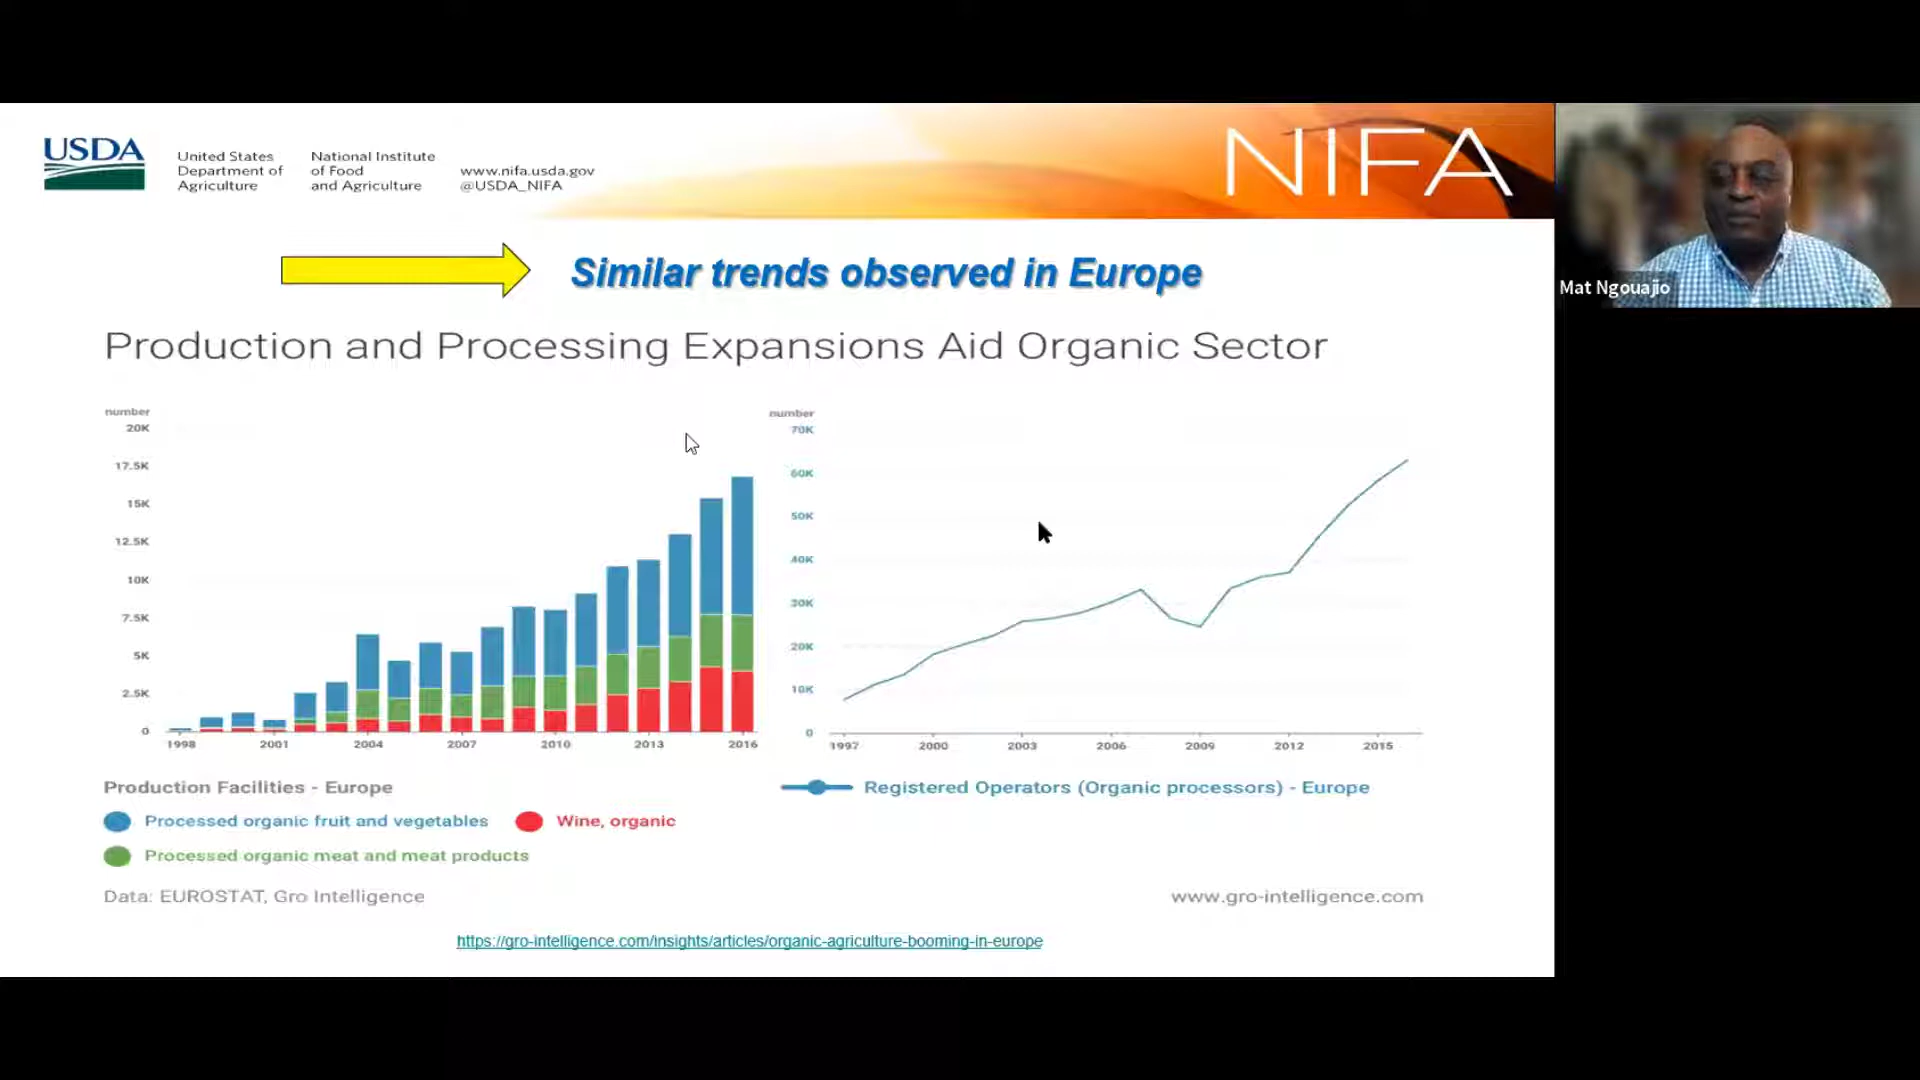 USDA
United States
Department of
Agriculture
National Institute
of Food
and Agriculture
www.nifa.usda.gov
@USDA_NIFA
NIFA
Mat Ngouajio
Similar trends observed in Europe
Production and Processing Expansions Aid Organic Sector
number
20K
17.5K
15K
12.5K
10K
7.5K
5K
2.5K
0
1998 2001 2004 2007 2010 2013 2016
number
70K
60K
50K
40K
30K
20K
10K
0
1997 2000 2003 2006 2009 2012 2015
Production Facilities - Europe
Processed organic fruit and vegetables
Wine, organic
Processed organic meat and meat products
Registered Operators (Organic processors) - Europe
Data: EUROSTAT, Gro Intelligence
www.gro-intelligence.com
https://gro-intelligence.com/insights/articles/organic-agriculture-booming-in-europe